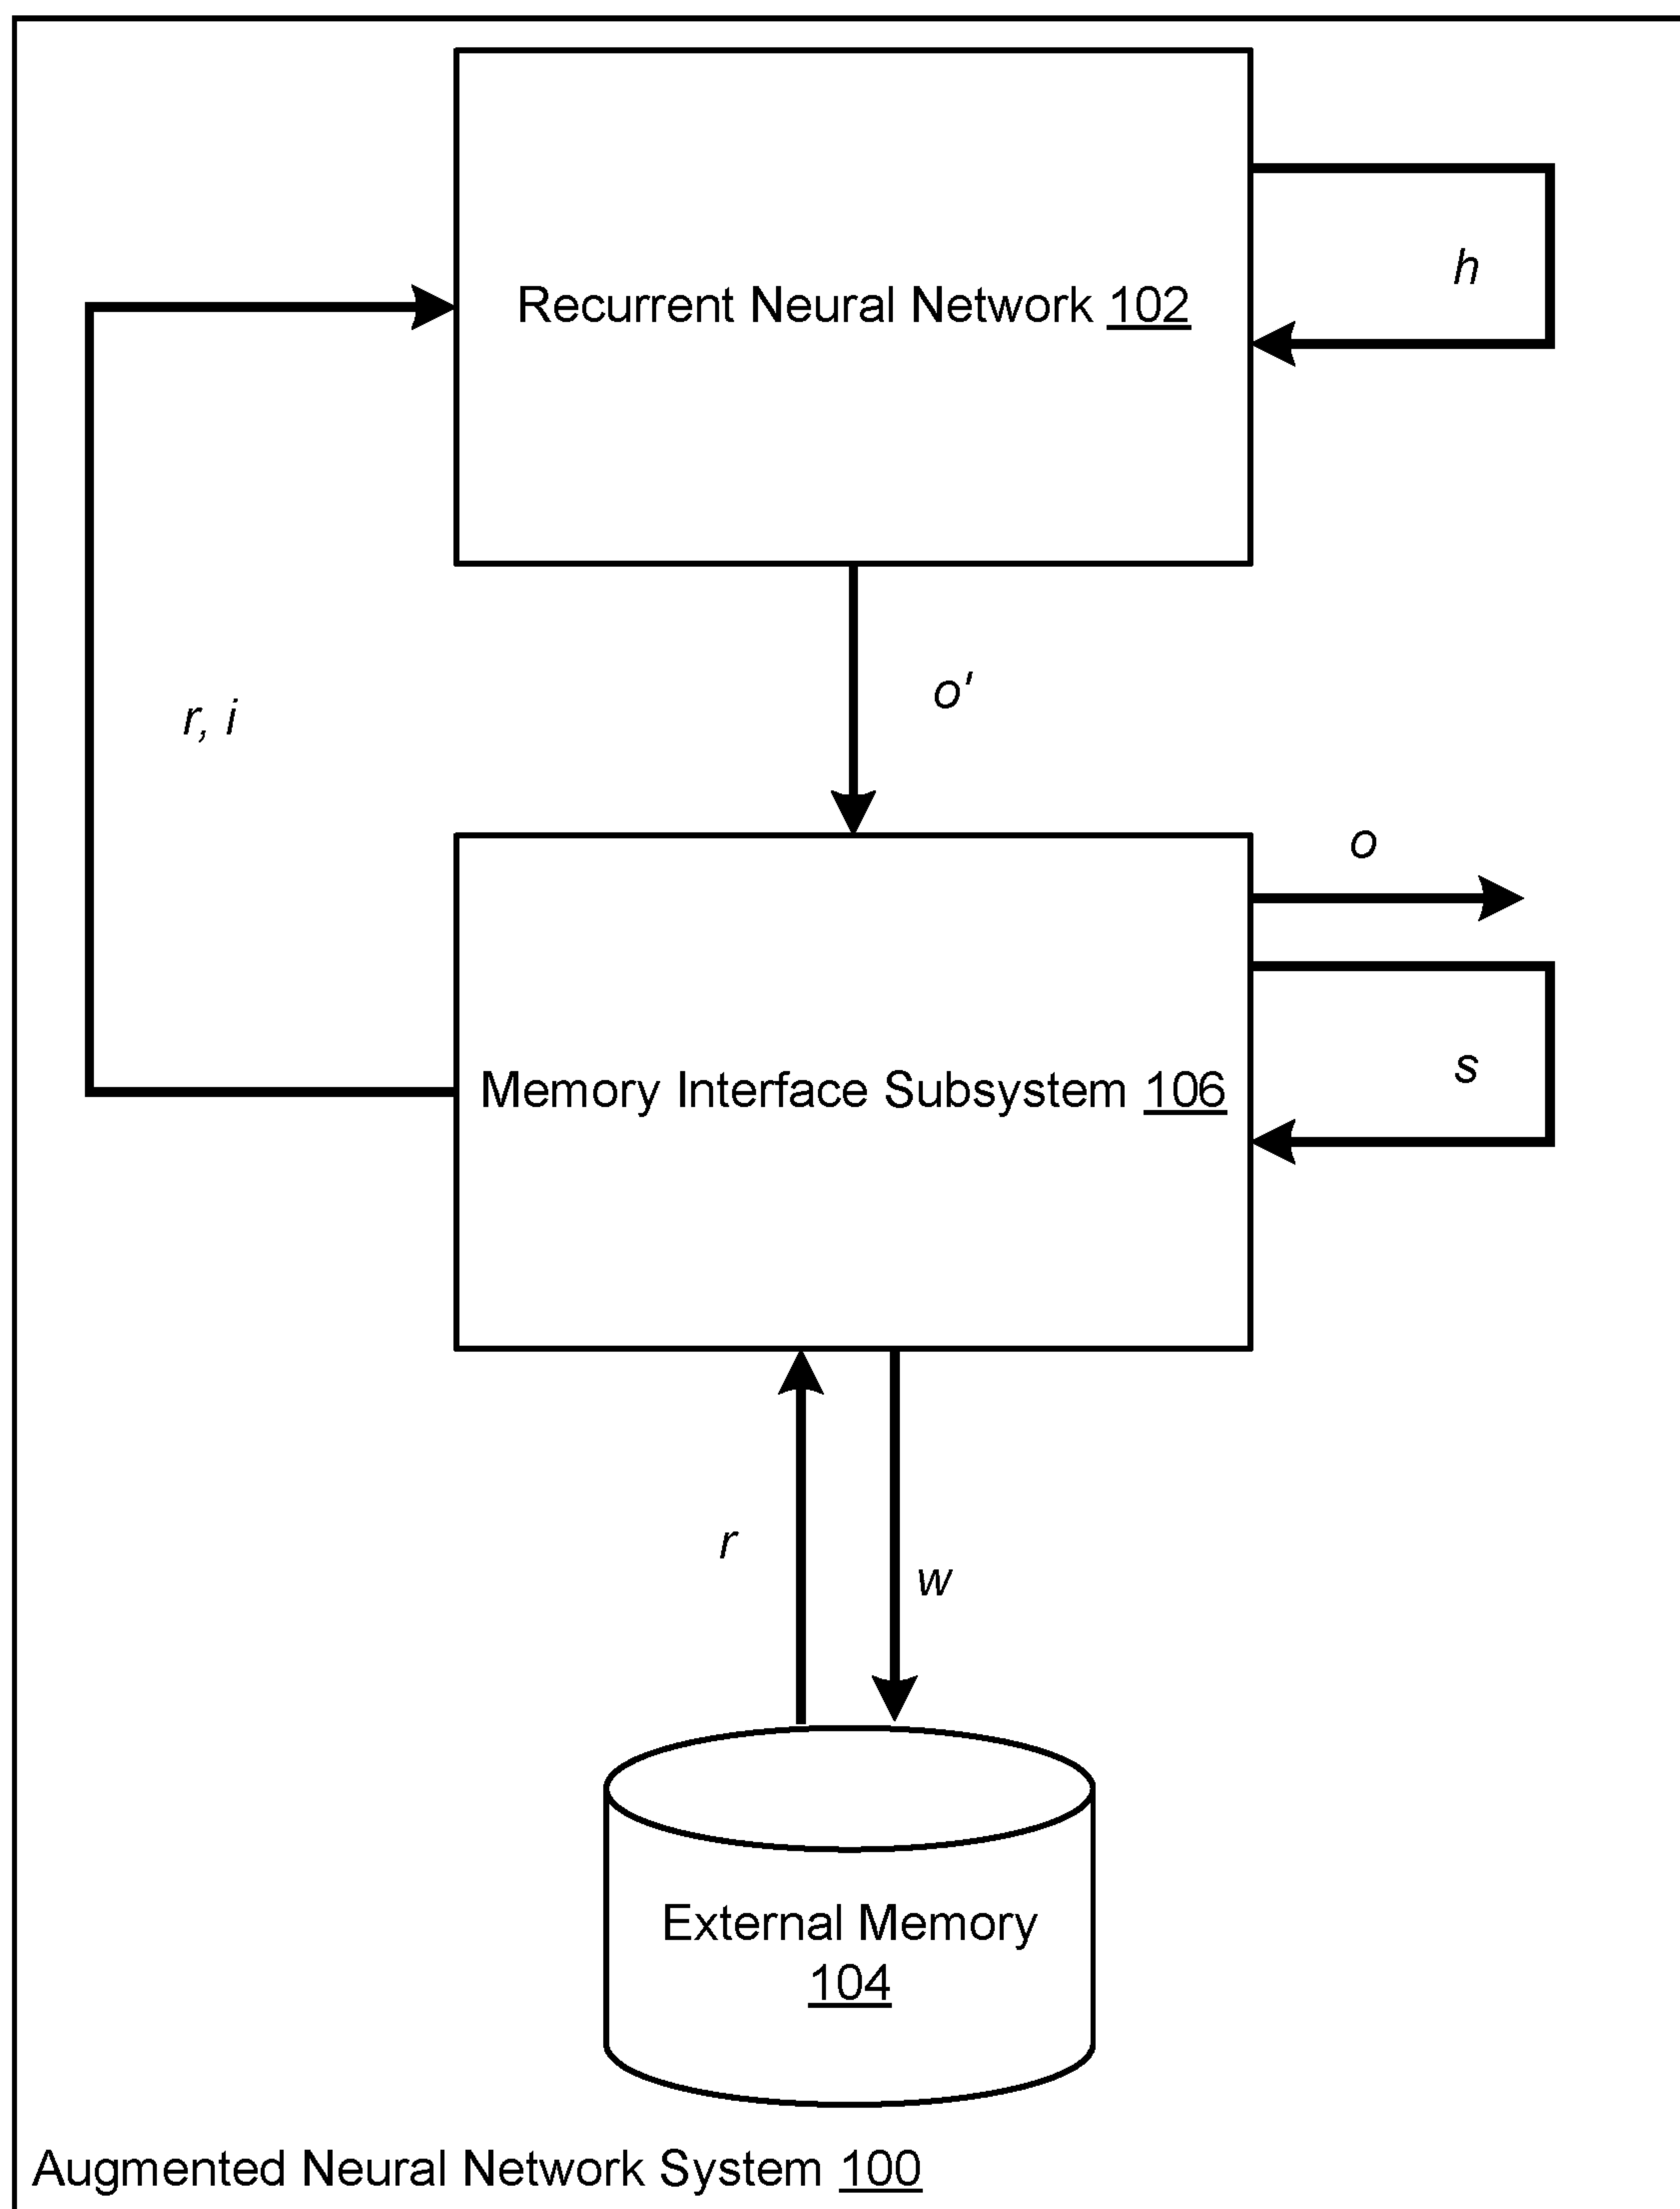 h
Recurrent Neural Network 102
o'
r, i
o
s
Memory Interface Subsystem 106
r
w
External Memory
104
Augmented Neural Network System 100